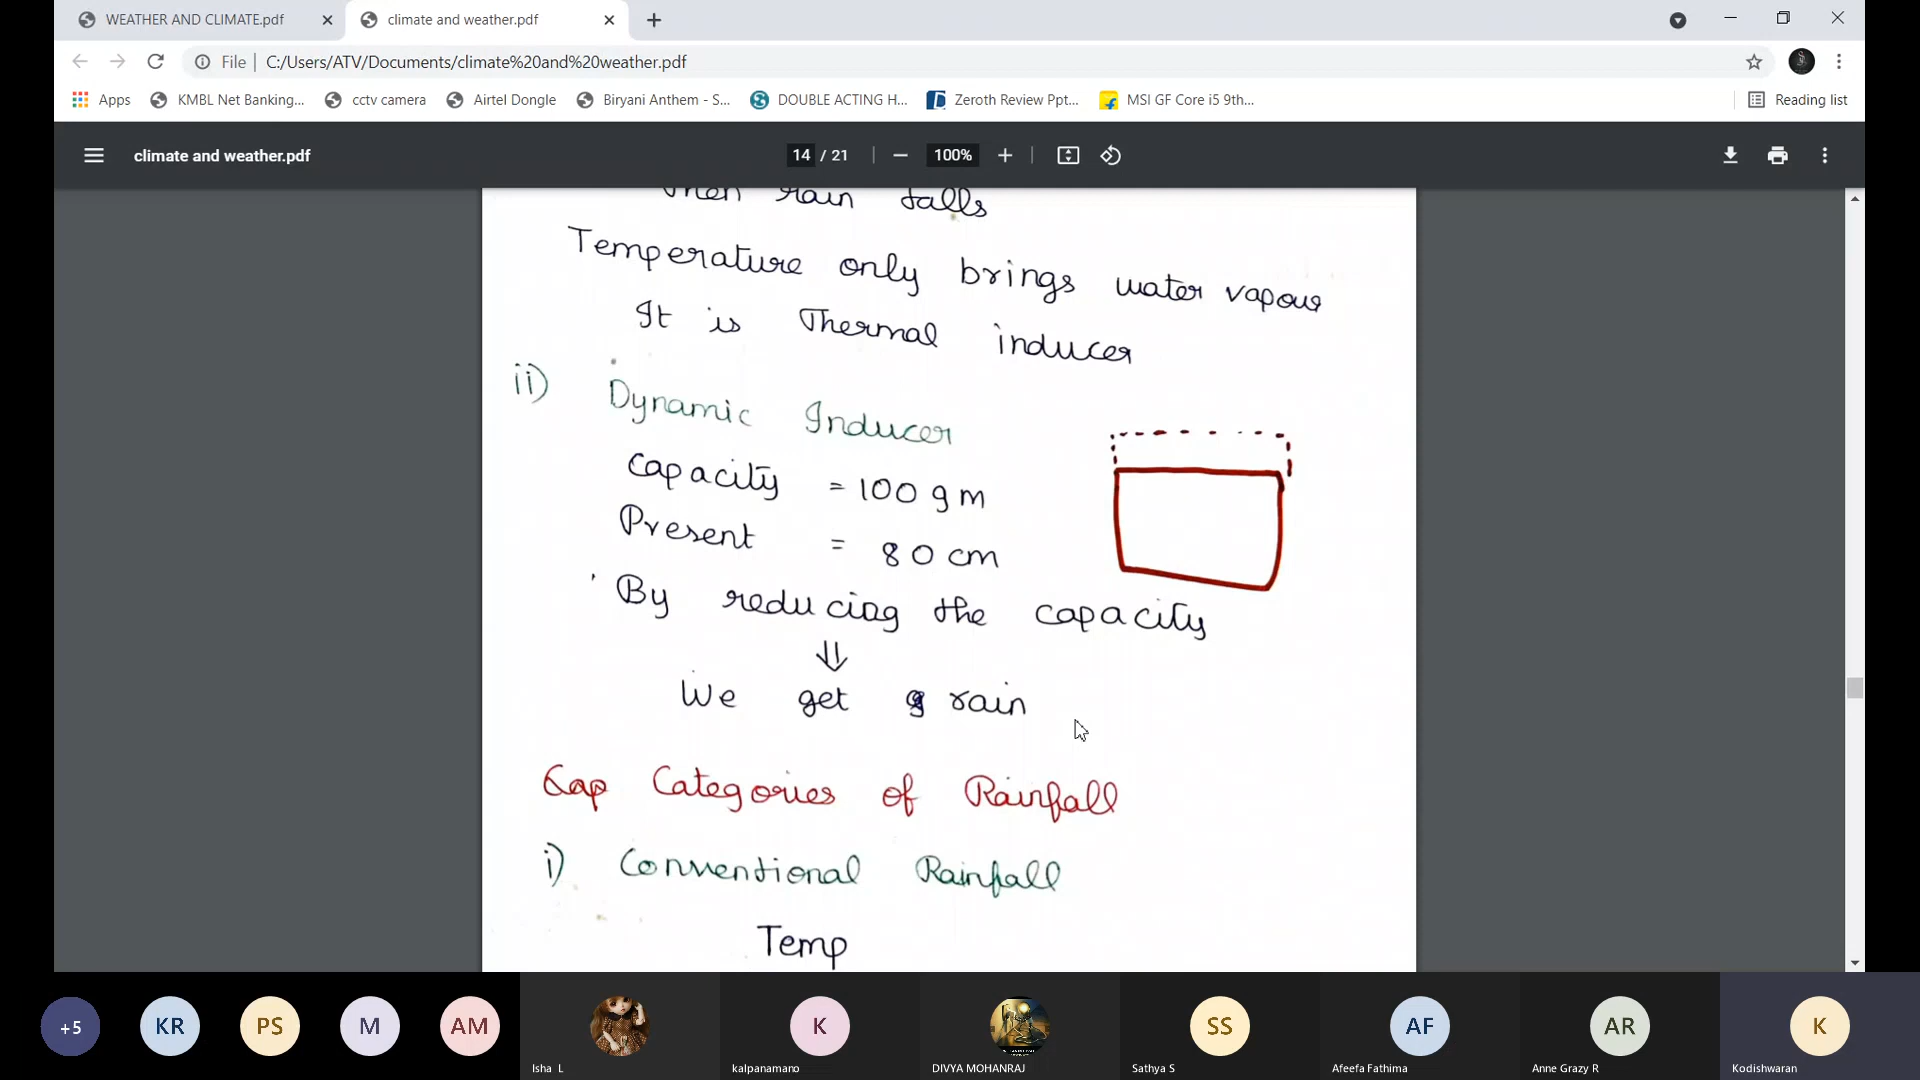 WEATHER AND CLIMATE.pdf
climate and weather.pdf
File | C:/Users/ATV/Documents/climate%20and%20weather.pdf
Apps KMBL Net Banking... cctv camera Airtel Dongle Biryani Anthem - S... DOUBLE ACTING H... Zeroth Review Ppt... MSI GF Core i5 9th... Reading list
climate and weather.pdf 14 / 21 100%
rain falls
Temperature only brings water vapour
It is Thermal inducer
ii) Dynamic Inducer
Capacity = 100 gm
Present = 80 cm
By reducing the capacity
⇓
We get rain
Categories of Rainfall
i) Conventional Rainfall
Temp
+5 KR PS M AM K SS AF AR K
Isha L kalpanamano DIVYA MOHANRAJ Sathya S Afeefa Fathima Anne Grazy R Kodishwaran